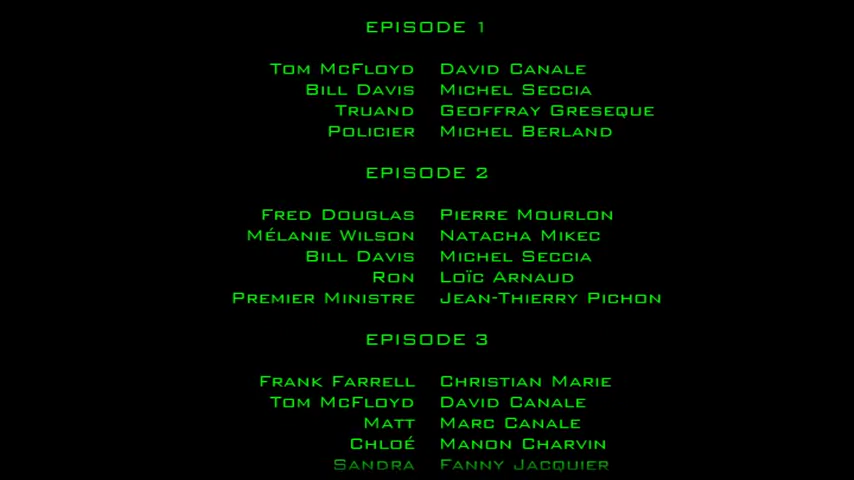 EPISODE 1
Tom McFloyd David Canale
Bill Davis Michel Seccia
Truand Geoffray Greseque
Policier Michel Berland
EPISODE 2
Fred Douglas Pierre Mourlon
Mélanie Wilson Natacha Mikec
Bill Davis Michel Seccia
Ron Loïc Arnaud
Premier Ministre Jean-Thierry Pichon
EPISODE 3
Frank Farrell Christian Marie
Tom McFloyd David Canale
Matt Marc Canale
Chloé Manon Charvin
Sandra Fanny Jacquier